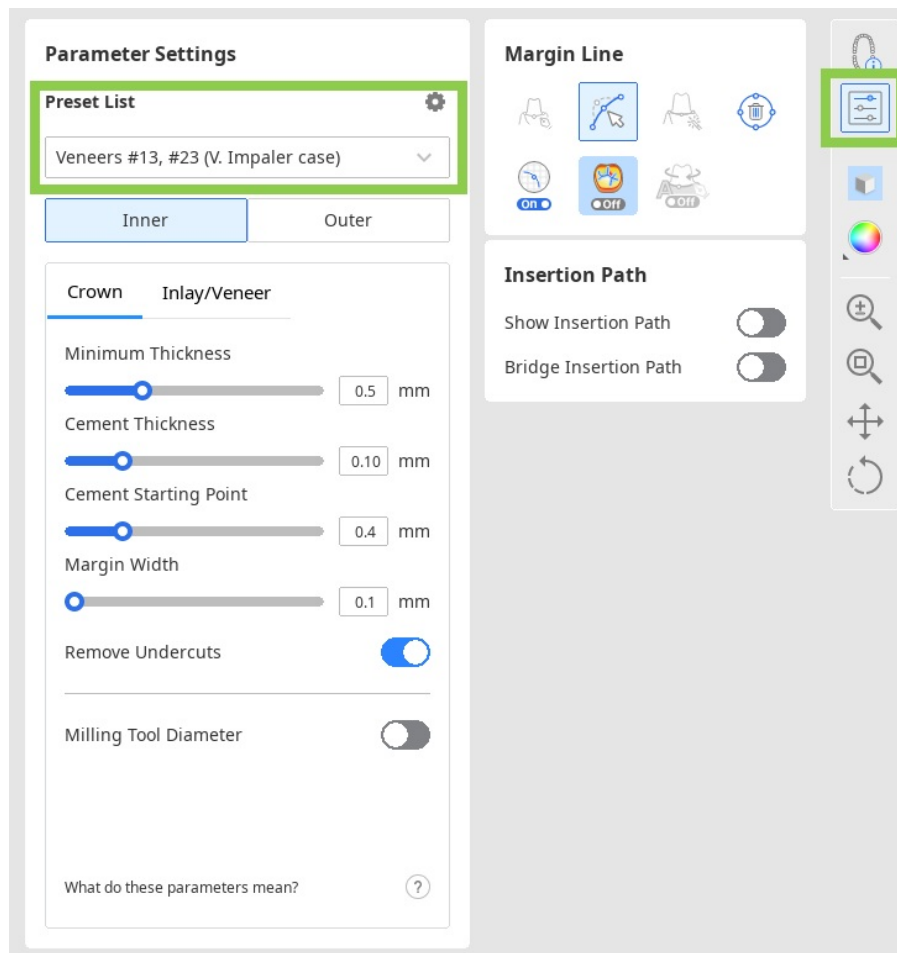 Parameter Settings
Preset List
Veneers #13, #23 (V. Impaler case)
Inner Outer
Crown Inlay/Veneer
Minimum Thickness
0.5 mm
Cement Thickness
0.10 mm
Cement Starting Point
0.4 mm
Margin Width
0.1 mm
Remove Undercuts
Milling Tool Diameter
What do these parameters mean? ?
Margin Line
On Off Off
Insertion Path
Show Insertion Path
Bridge Insertion Path